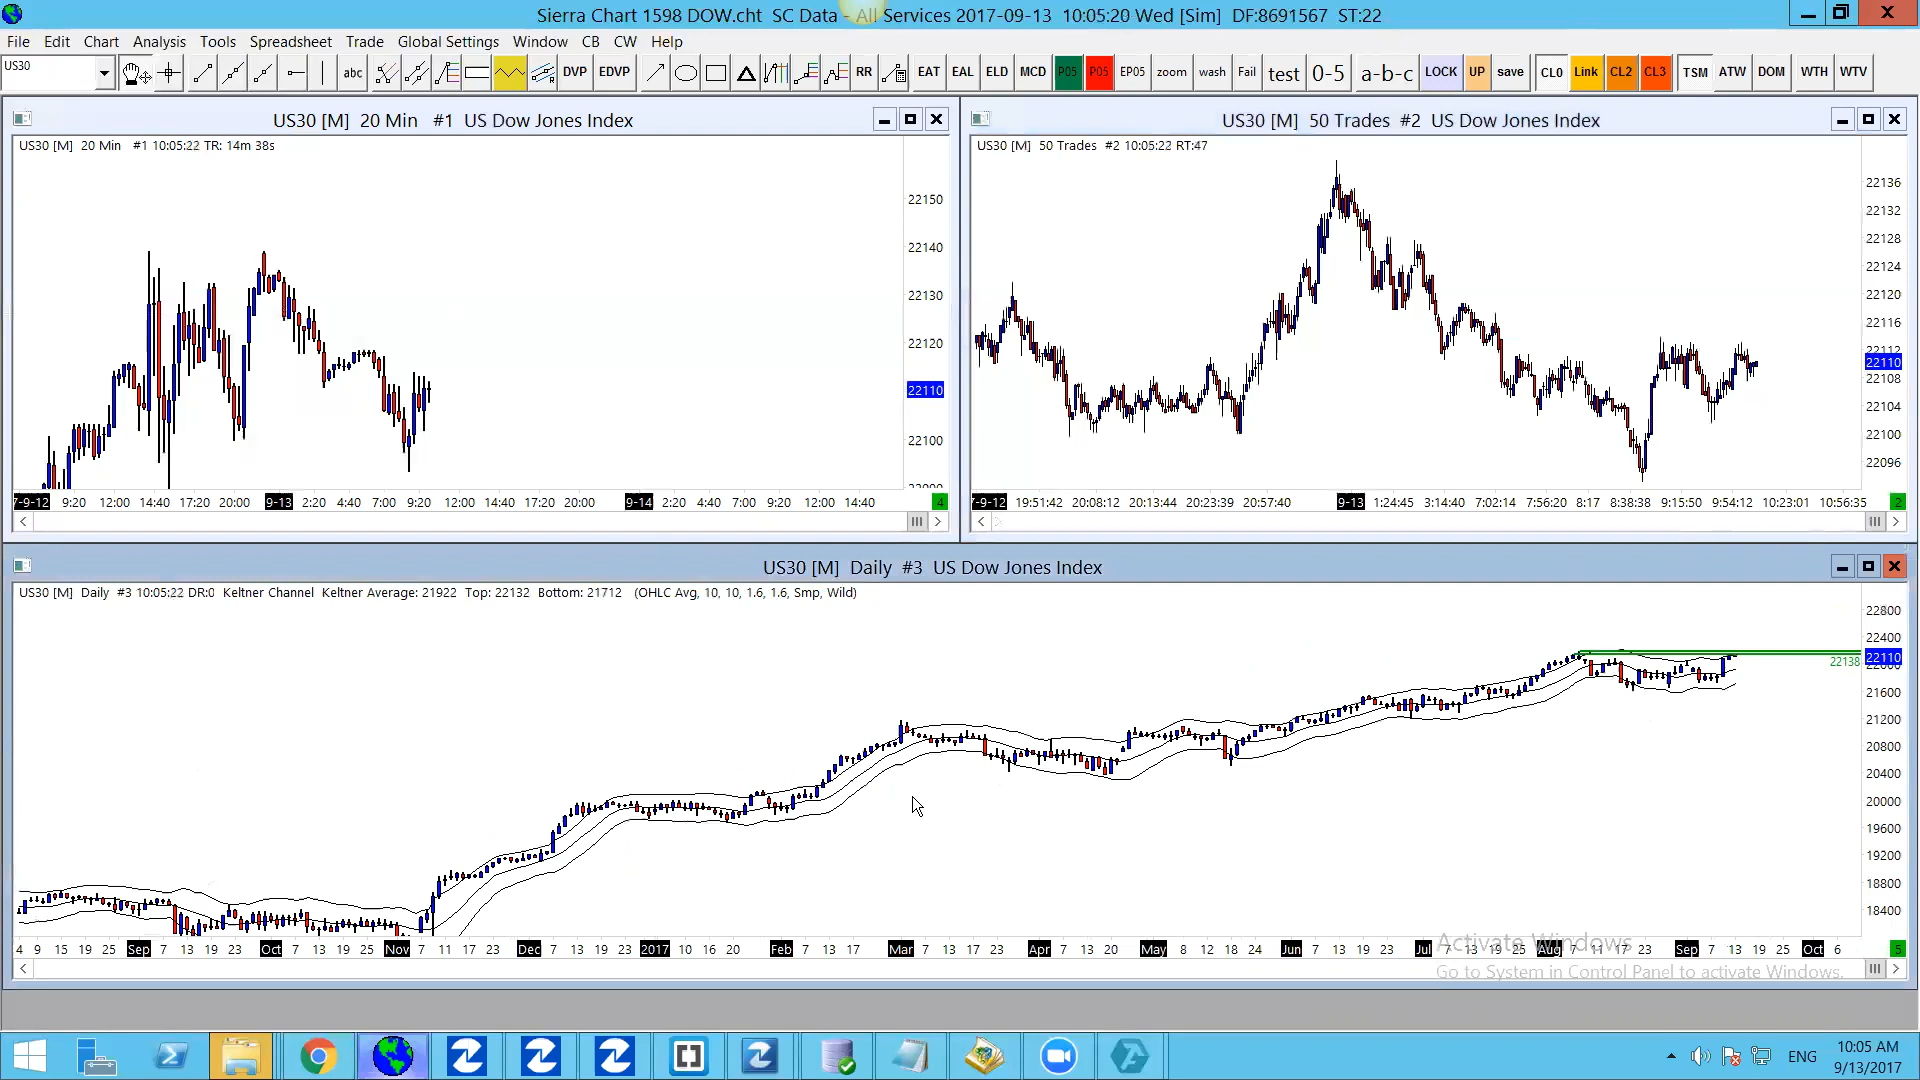 Sierra Chart 1598 DOW.cht SC Data - All Services 2017-09-13 10:05:20 Wed [Sim] DF:8691567 ST:22
File Edit Chart Analysis Tools Spreadsheet Trade Global Settings Window CB CW Help
US30 abc DVP EDVP RR EAT EAL ELD MCD P05 P05 EP05 zoom wash Fail test 0-5 a-b-c LOCK UP save CL0 Link CL2 CL3 TSM ATW DOM WTH WTV
US30 [M] 20 Min #1 US Dow Jones Index
US30 [M] 20 Min #1 10:05:22 TR: 14m 38s
22150
22140
22130
22120
22110
22100
7-9-12 9:20 12:00 14:40 17:20 20:00 9-13 2:20 4:40 7:00 9:20 12:00 14:40 17:20 20:00 9-14 2:20 4:40 7:00 9:20 12:00 14:40 4
US30 [M] 50 Trades #2 US Dow Jones Index
US30 [M] 50 Trades #2 10:05:22 RT:47
22136
22132
22128
22124
22120
22116
22112
22110
22108
22104
22100
22096
7-9-12 19:51:42 20:08:12 20:13:44 20:23:39 20:57:40 9-13 1:24:45 3:14:40 7:02:14 7:56:20 8:17 8:38:38 9:15:50 9:54:12 10:23:01 10:56:35 2
US30 [M] Daily #3 US Dow Jones Index
US30 [M] Daily #3 10:05:22 DR:0 Keltner Channel Keltner Average: 21922 Top: 22132 Bottom: 21712 (OHLC Avg, 10, 10, 1.6, 1.6, Smp, Wild)
22800
22400
22138 22110
22000
21600
21200
20800
20400
20000
19600
19200
18800
18400
4 9 15 19 25 Sep 7 13 19 23 Oct 7 13 19 25 Nov 7 11 17 23 Dec 7 13 19 23 2017 10 16 20 Feb 7 13 17 Mar 7 13 17 23 Apr 7 13 20 May 8 12 18 24 Jun 7 13 19 23 Jul 7 13 19 25 Aug 7 11 17 23 Sep 7 13 19 25 Oct 6 5
Activate Windows
Go to System in Control Panel to activate Windows.
ENG 10:05 AM
9/13/2017